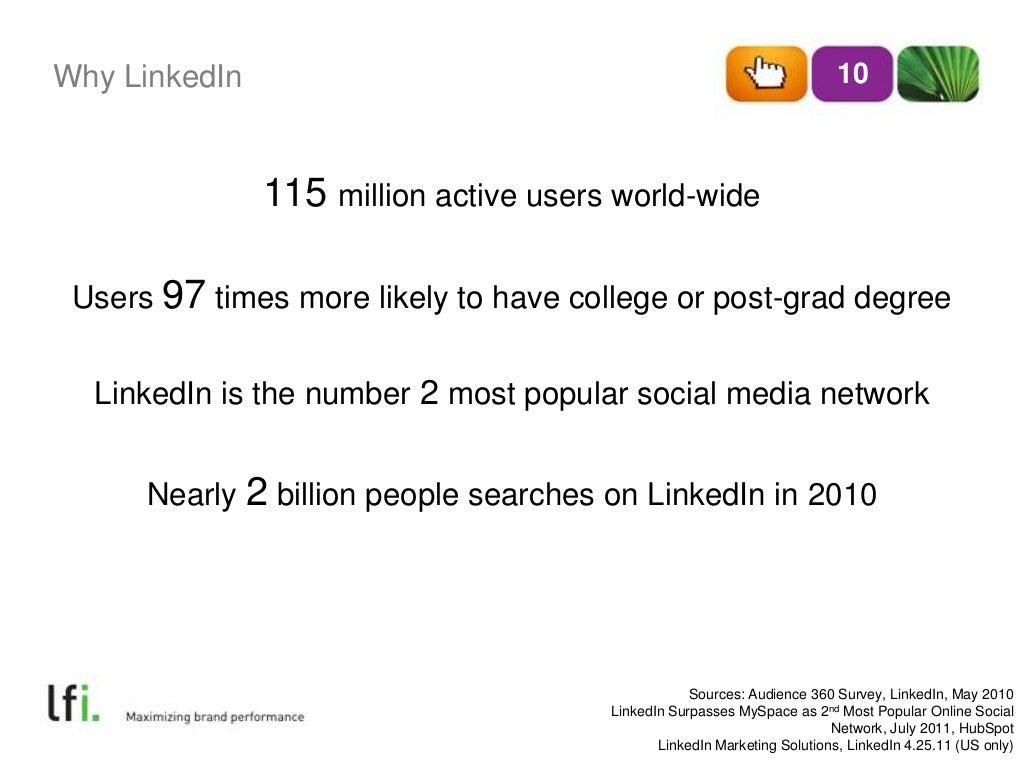 Why LinkedIn
10
115 million active users world-wide
Users 97 times more likely to have college or post-grad degree
LinkedIn is the number 2 most popular social media network
Nearly 2 billion people searches on LinkedIn in 2010
lfi.
Maximizing brand performance
Sources: Audience 360 Survey, LinkedIn, May 2010
LinkedIn Surpasses MySpace as 2nd Most Popular Online Social
Network, July 2011, HubSpot
LinkedIn Marketing Solutions, LinkedIn 4.25.11 (US only)